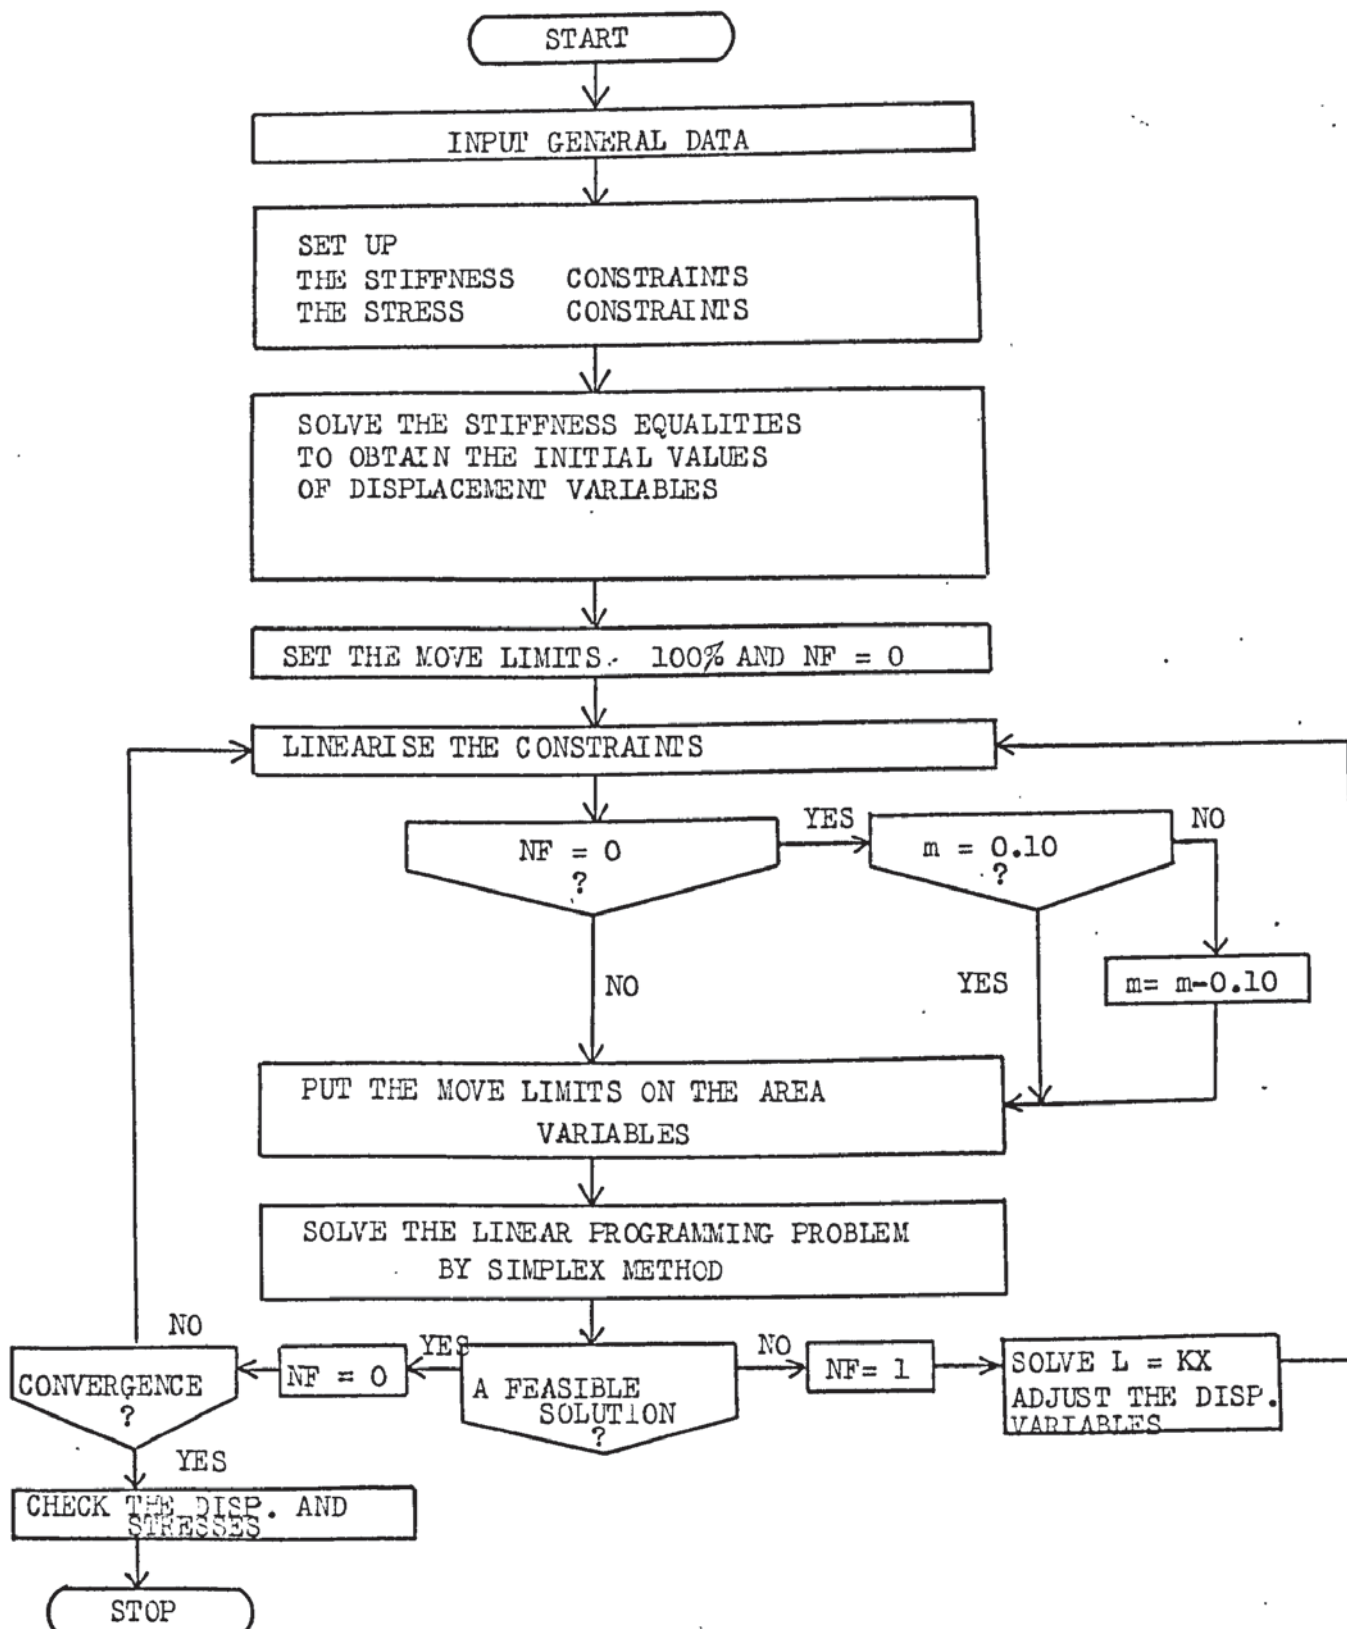 START
INPUT GENERAL DATA
SET UP
THE STIFFNESS CONSTRAINTS
THE STRESS CONSTRAINTS
SOLVE THE STIFFNESS EQUALITIES
TO OBTAIN THE INITIAL VALUES
OF DISPLACEMENT VARIABLES
SET THE MOVE LIMITS. 100% AND NF = 0
LINEARISE THE CONSTRAINTS
NF = 0
?
YES
m = 0.10
?
NO
NO
YES
m= m-0.10
PUT THE MOVE LIMITS ON THE AREA
VARIABLES
SOLVE THE LINEAR PROGRAMMING PROBLEM
BY SIMPLEX METHOD
NO
CONVERGENCE
?
NF = 0
YES
A FEASIBLE
SOLUTION
?
NO
NF= 1
SOLVE L = KX
ADJUST THE DISP.
VARIABLES
YES
CHECK THE DISP. AND
STRESSES
STOP